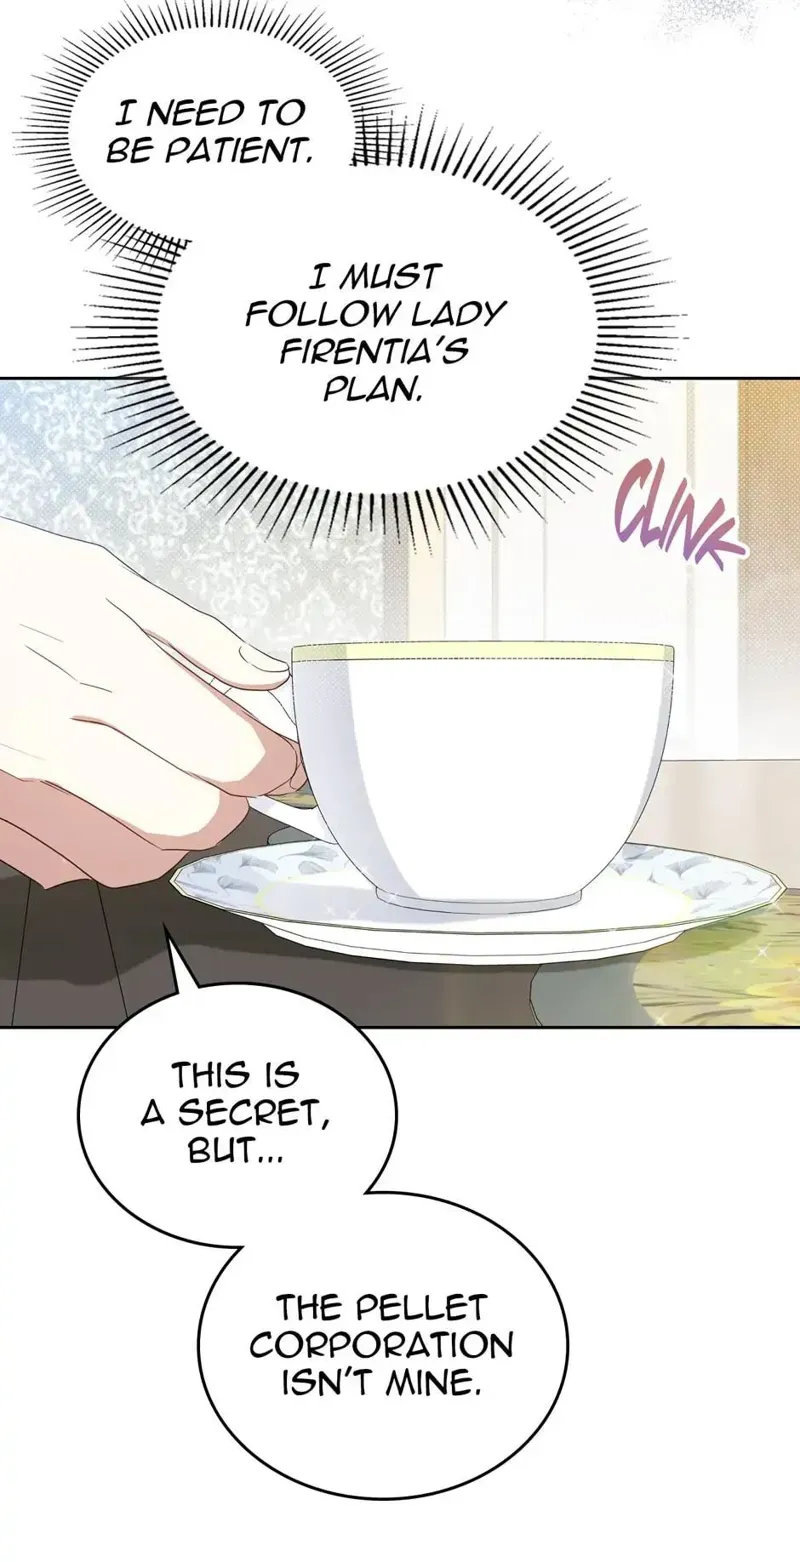 I NEED TO
BE PATIENT.
I MUST
FOLLOW LADY
FIRENTIA'S
PLAN.
CLINK
THIS IS
A SECRET,
BUT...
THE PELLET
CORPORATION
ISN'T MINE.